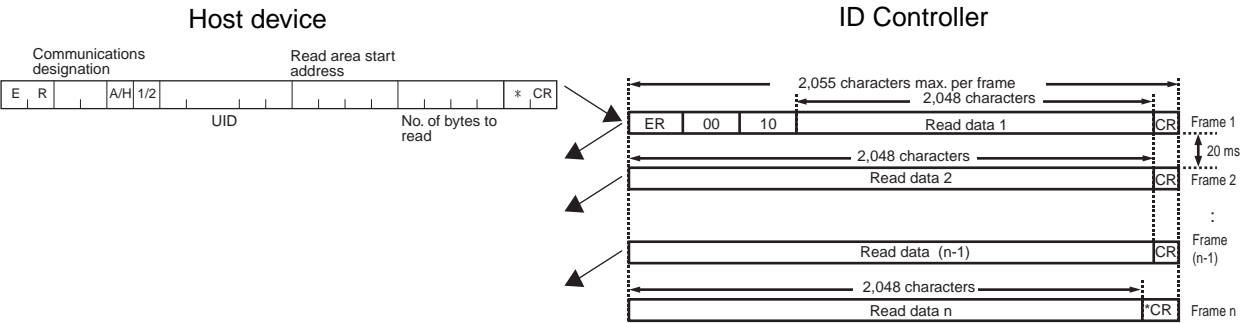 Host device
ID Controller
Communications
designation
Read area start
address
E R A/H 1/2 * CR
UID
No. of bytes to
read
2,055 characters max. per frame
2,048 characters
ER 00 10 Read data 1 CR Frame 1
20 ms
2,048 characters
Read data 2 CR Frame 2
:
Read data (n-1) CR Frame
(n-1)
2,048 characters
Read data n *CR Frame n